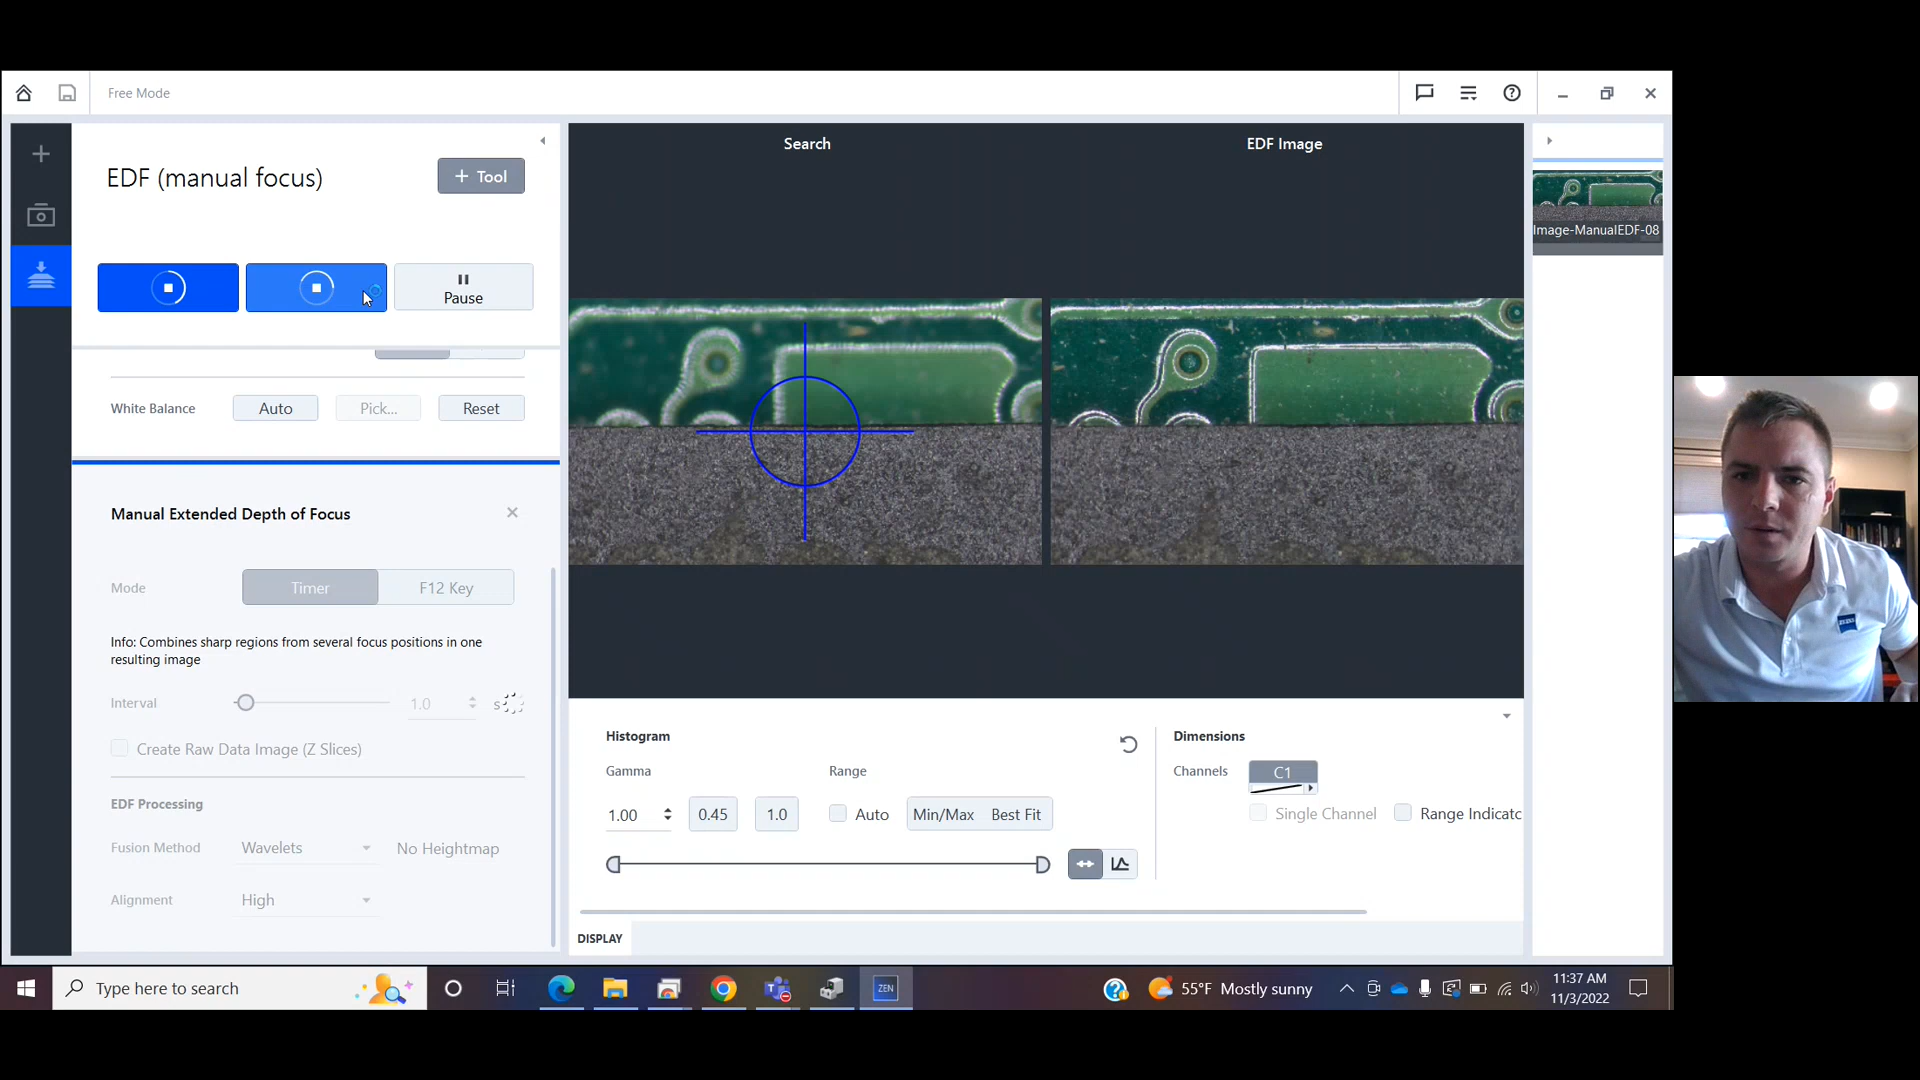 Free Mode
EDF (manual focus)
+ Tool
Pause
White Balance
Auto
Pick...
Reset
Manual Extended Depth of Focus
Mode
Timer
F12 Key
Info: Combines sharp regions from several focus positions in one
resulting image
Interval
1.0
s
Create Raw Data Image (Z Slices)
EDF Processing
Fusion Method
Wavelets
No Heightmap
Alignment
High
Search
EDF Image
Image-ManualEDF-08
Histogram
Gamma
Range
1.00
0.45
1.0
Auto
Min/Max
Best Fit
Dimensions
Channels
C1
Single Channel
Range Indicatc
DISPLAY
ZEISS
Type here to search
ZEN
55°F Mostly sunny
11:37 AM
11/3/2022